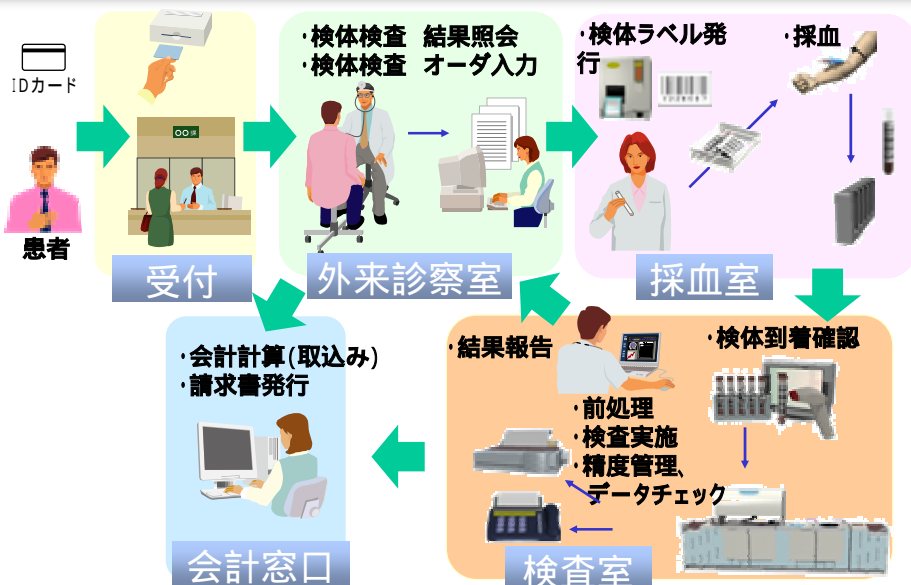 IDカード
患者
受付
・検体検査 結果照会
・検体検査 オーダ入力
外来診察室
・検体ラベル発
行
・採血
採血室
・検体到着確認
・結果報告
・前処理
・検査実施
・精度管理、
データチェック
検査室
・会計計算(取込み)
・請求書発行
会計窓口